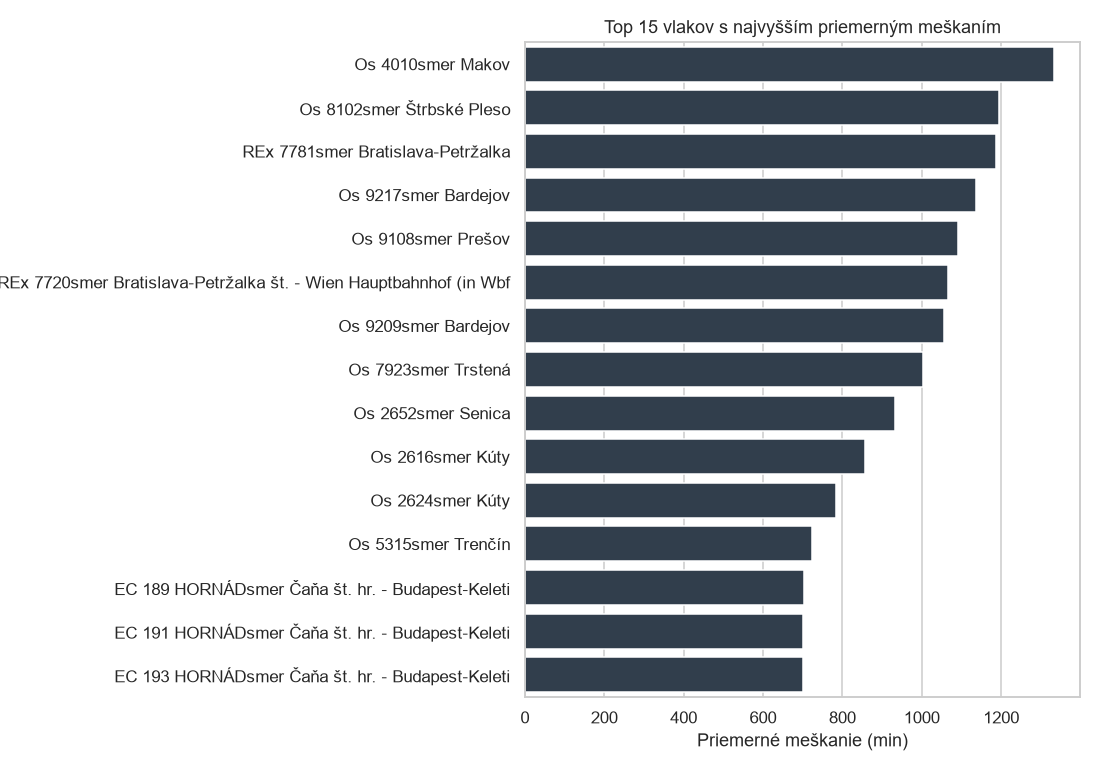 Top 15 vlakov s najvyšším priemerným meškaním
Os 4010smer Makov
Os 8102smer Štrbské Pleso
REx 7781smer Bratislava-Petržalka
Os 9217smer Bardejov
Os 9108smer Prešov
REx 7720smer Bratislava-Petržalka št. - Wien Hauptbahnhof (in Wbf
Os 9209smer Bardejov
Os 7923smer Trstená
Os 2652smer Senica
Os 2616smer Kúty
Os 2624smer Kúty
Os 5315smer Trenčín
EC 189 HORNÁDsmer Čaňa št. hr. - Budapest-Keleti
EC 191 HORNÁDsmer Čaňa št. hr. - Budapest-Keleti
EC 193 HORNÁDsmer Čaňa št. hr. - Budapest-Keleti
0 200 400 600 800 1000 1200
Priemerné meškanie (min)